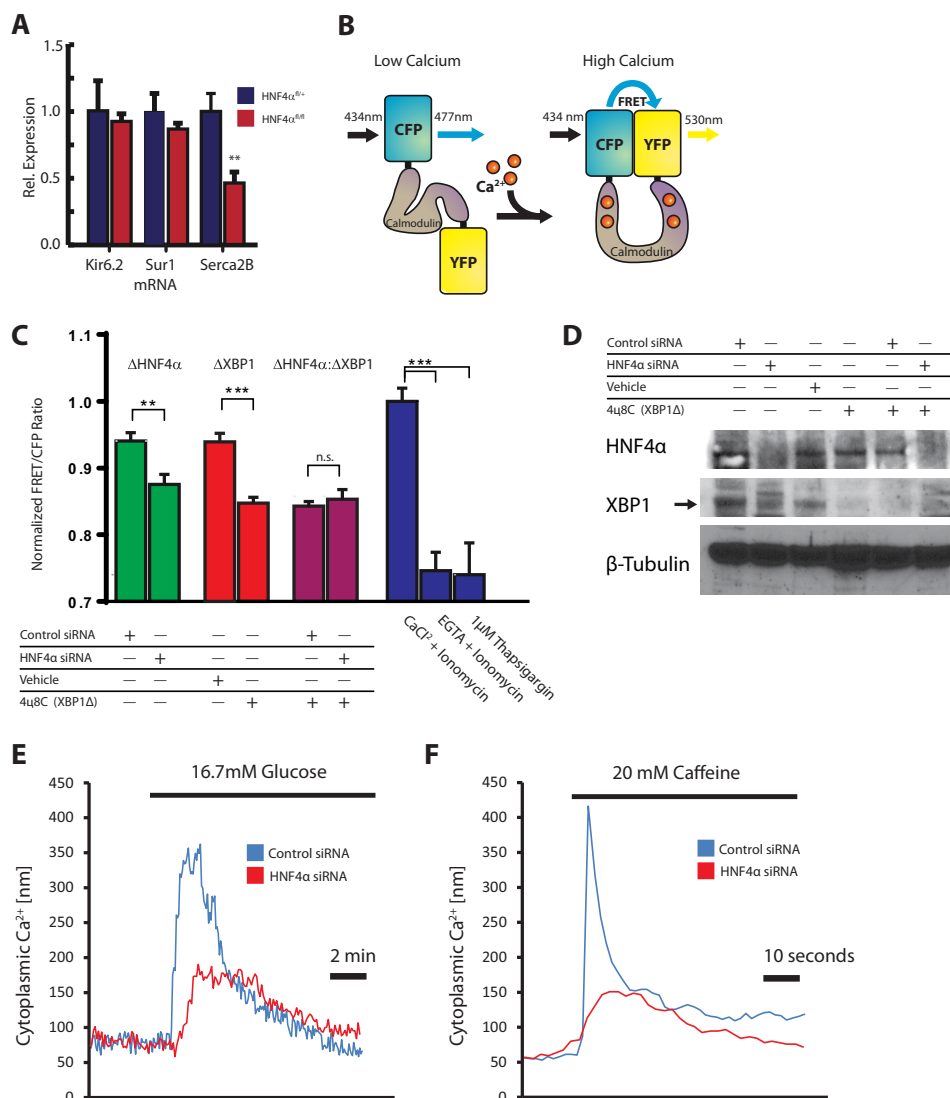 A
Rel. Expression
1.5
1.0
0.5
0.0
HNF4α fl/+
HNF4α fl/fl
**
Kir6.2 Sur1 Serca2B
mRNA
B
Low Calcium High Calcium
434nm CFP 477nm
Ca2+
Calmodulin
YFP
FRET
434 nm CFP YFP 530nm
Calmodulin
C
Normalized FRET/CFP Ratio
1.1
1.0
0.9
0.8
0.7
ΔHNF4α ΔXBP1 ΔHNF4α:ΔXBP1
** *** n.s. ***
Control siRNA + − − − + −
HNF4α siRNA − + − − − +
Vehicle − − + − − −
4μ8C (XBP1Δ) − − − + + +
CaCl2 + Ionomycin
EGTA + Ionomycin
1μM Thapsigargin
D
Control siRNA + − − − + −
HNF4α siRNA − + − − − +
Vehicle − − + − − −
4μ8C (XBP1Δ) − − − + + +
HNF4α
XBP1
β-Tubulin
E
16.7mM Glucose
Cytoplasmic Ca2+ [nm]
450
400
350
300
250
200
150
100
50
0
Control siRNA
HNF4α siRNA
2 min
F
20 mM Caffeine
Cytoplasmic Ca2+ [nm]
450
400
350
300
250
200
150
100
50
0
Control siRNA
HNF4α siRNA
10 seconds